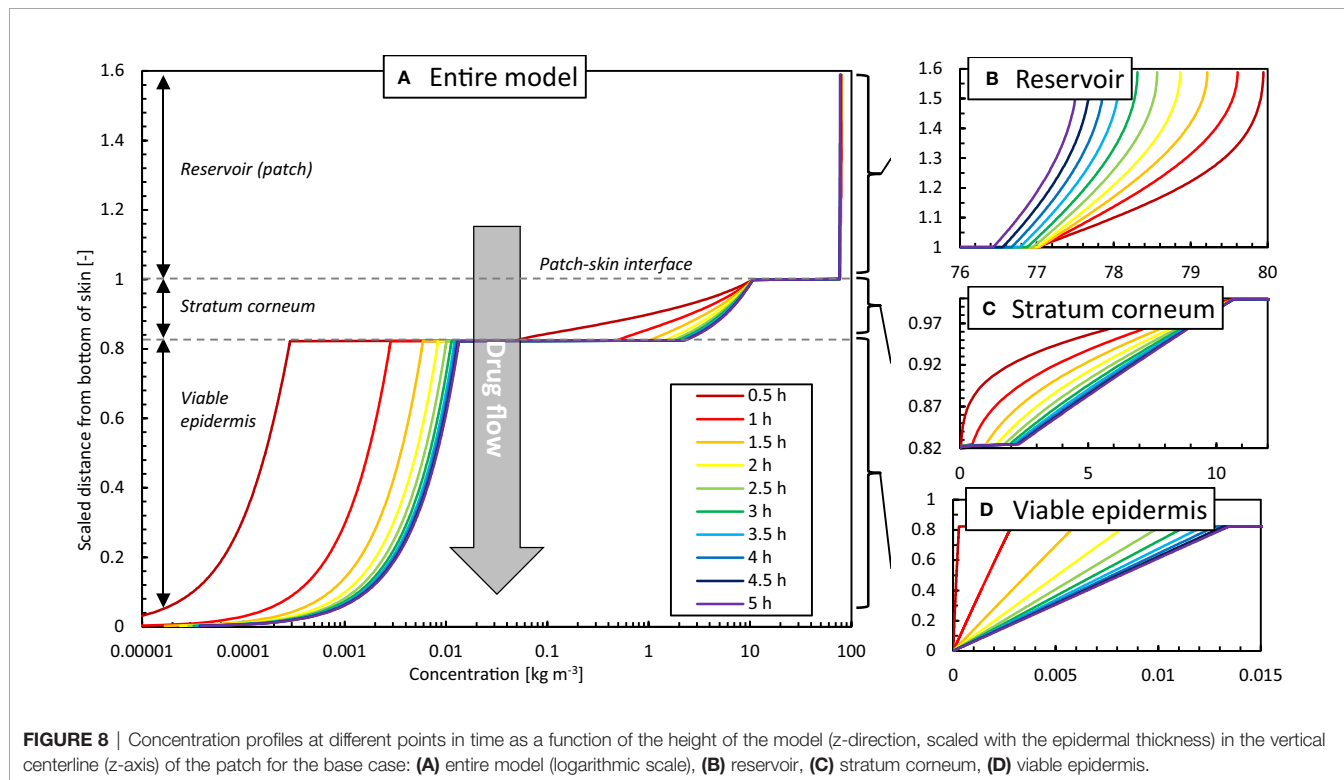 A Entire model
1.6
1.4
1.2
1
0.8
0.6
0.4
0.2
0
Scaled distance from bottom of skin [-]
Reservoir (patch)
Patch-skin interface
Stratum corneum
Viable
epidermis
Drug flow
0.5 h
1 h
1.5 h
2 h
2.5 h
3 h
3.5 h
4 h
4.5 h
5 h
0.00001 0.0001 0.001 0.01 0.1 1 10 100
Concentration [kg m⁻³]
B Reservoir
1.6
1.5
1.4
1.3
1.2
1.1
1
76 77 78 79 80
C Stratum corneum
0.97
0.92
0.87
0.82
0 5 10
D Viable epidermis
1
0.8
0.6
0.4
0.2
0
0 0.005 0.01 0.015
FIGURE 8 | Concentration profiles at different points in time as a function of the height of the model (z-direction, scaled with the epidermal thickness) in the vertical
centerline (z-axis) of the patch for the base case: (A) entire model (logarithmic scale), (B) reservoir, (C) stratum corneum, (D) viable epidermis.